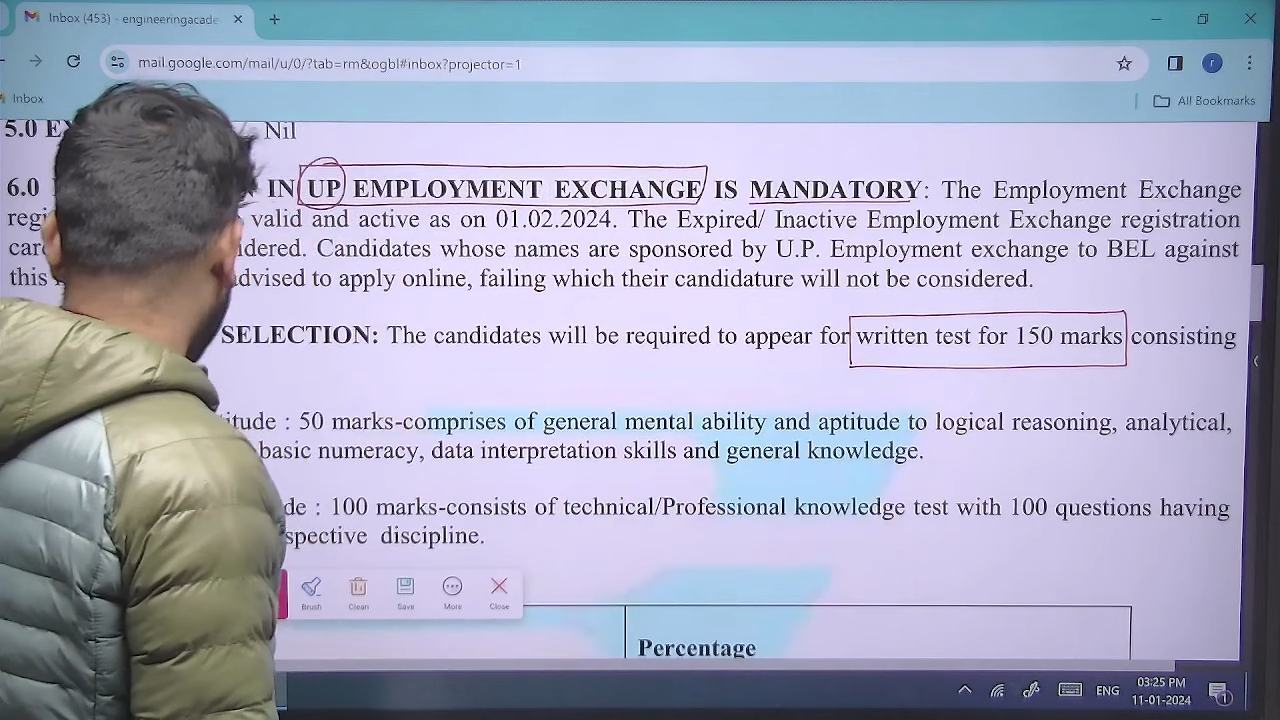 Inbox (453) - engineeringacade
mail.google.com/mail/u/0/?tab=rm&ogbl#inbox?projector=1
Inbox
All Bookmarks
5.0 Nil
6.0 IN UP EMPLOYMENT EXCHANGE IS MANDATORY: The Employment Exchange
valid and active as on 01.02.2024. The Expired/ Inactive Employment Exchange registration
idered. Candidates whose names are sponsored by U.P. Employment exchange to BEL against
this advised to apply online, failing which their candidature will not be considered.
SELECTION: The candidates will be required to appear for written test for 150 marks consisting
itude : 50 marks-comprises of general mental ability and aptitude to logical reasoning, analytical,
basic numeracy, data interpretation skills and general knowledge.
de : 100 marks-consists of technical/Professional knowledge test with 100 questions having
spective discipline.
Brush Clean Save More Close
Percentage
ENG 03:25 PM
11-01-2024